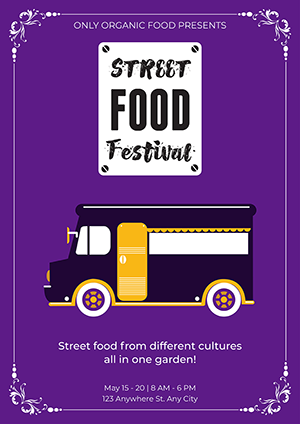 ONLY ORGANIC FOOD PRESENTS
STREET
FOOD
Festival
Street food from different cultures
all in one garden!
May 15 - 20 | 8 AM - 6 PM
123 Anywhere St. Any City